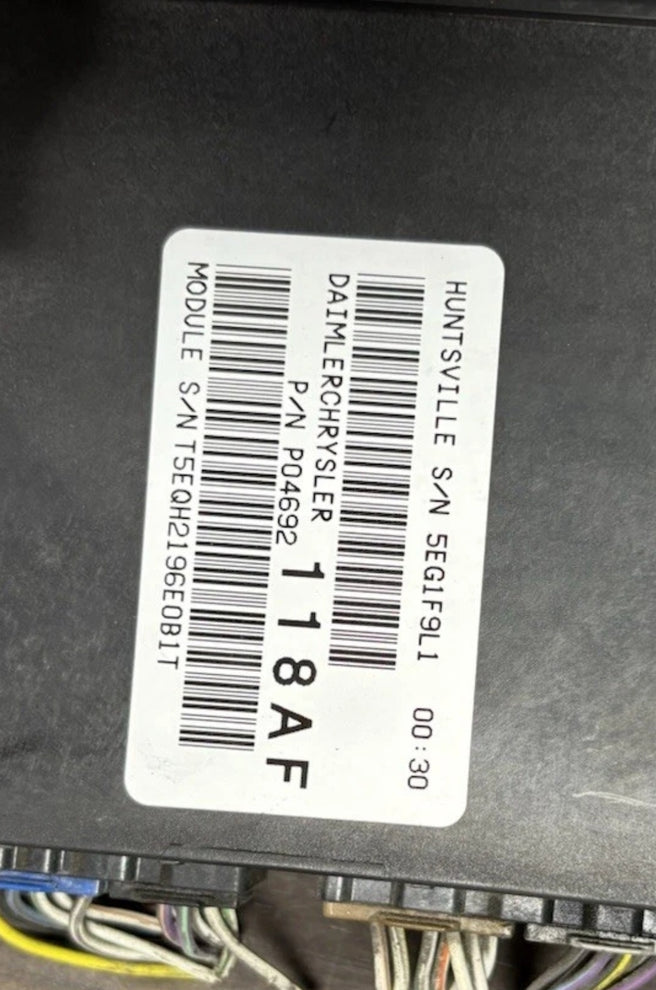 HUNTSVILLE S/N 5EG1F9L1 00:30
DAIMLERCHRYSLER
P/N P04692 118AF
MODULE S/N T5EQH2196E0B1T